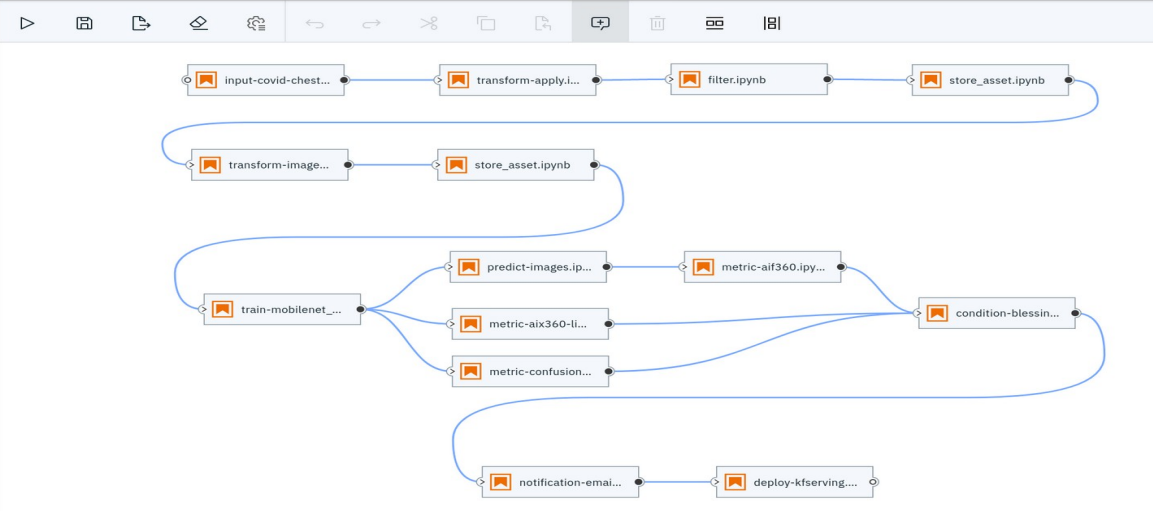 input-covid-chest...
transform-apply.i...
filter.ipynb
store_asset.ipynb
transform-image...
store_asset.ipynb
predict-images.ip...
metric-aif360.ipy...
train-mobilenet_...
metric-aix360-li...
condition-blessin...
metric-confusion...
notification-emai...
deploy-kfserving....